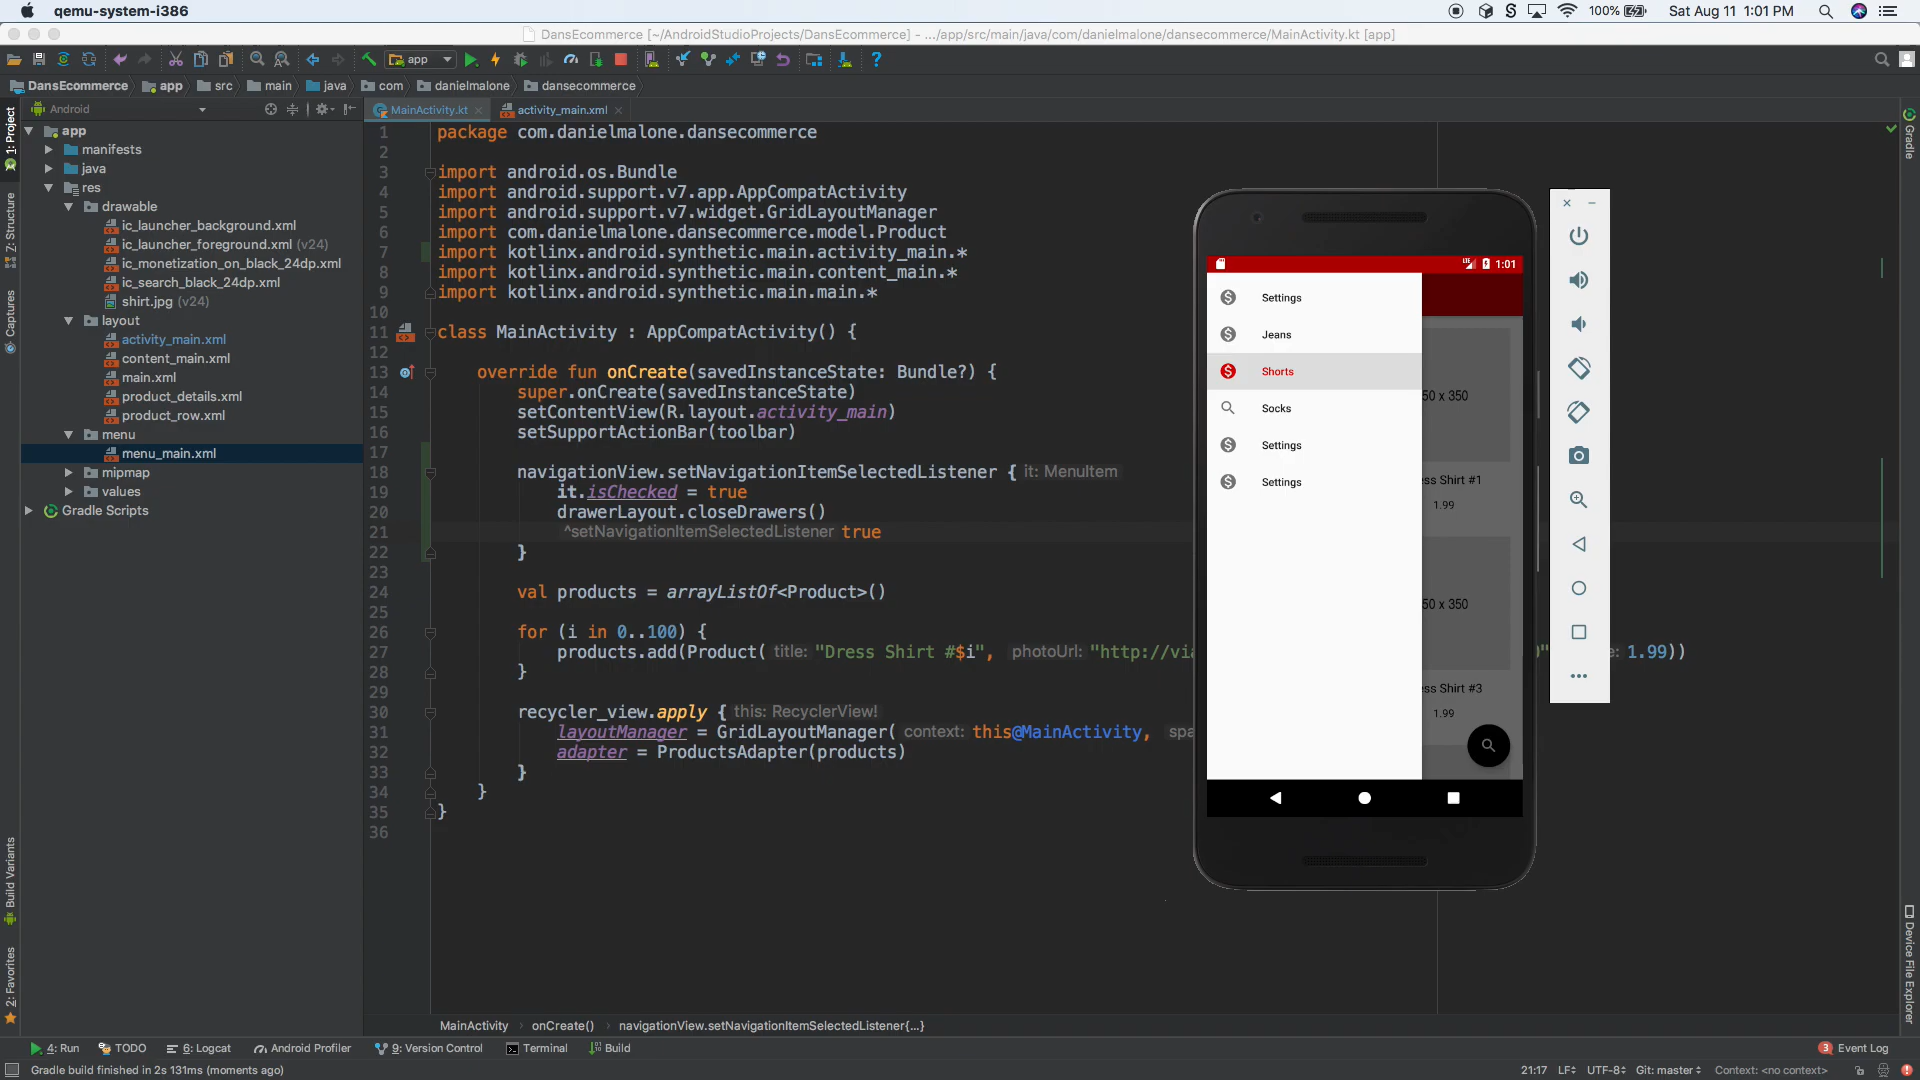 qemu-system-i386
100%
Sat Aug 11 1:01 PM
DansEcommerce [~/AndroidStudioProjects/DansEcommerce] - .../app/src/main/java/com/danielmalone/dansecommerce/MainActivity.kt [app]
app
DansEcommerce
app
src
main
java
com
danielmalone
dansecommerce
Android
MainActivity.kt
activity_main.xml
1: Project
Z: Structure
Captures
Build Variants
2: Favorites
app
manifests
java
res
drawable
ic_launcher_background.xml
ic_launcher_foreground.xml (v24)
ic_monetization_on_black_24dp.xml
ic_search_black_24dp.xml
shirt.jpg (v24)
layout
activity_main.xml
content_main.xml
main.xml
product_details.xml
product_row.xml
menu
menu_main.xml
mipmap
values
Gradle Scripts
1 package com.danielmalone.dansecommerce
2
3 import android.os.Bundle
4 import android.support.v7.app.AppCompatActivity
5 import android.support.v7.widget.GridLayoutManager
6 import com.danielmalone.dansecommerce.model.Product
7 import kotlinx.android.synthetic.main.activity_main.*
8 import kotlinx.android.synthetic.main.content_main.*
9 import kotlinx.android.synthetic.main.main.*
10
11 class MainActivity : AppCompatActivity() {
12
13 override fun onCreate(savedInstanceState: Bundle?) {
14 super.onCreate(savedInstanceState)
15 setContentView(R.layout.activity_main)
16 setSupportActionBar(toolbar)
17
18 navigationView.setNavigationItemSelectedListener { it: MenuItem
19 it.isChecked = true
20 drawerLayout.closeDrawers()
21 ^setNavigationItemSelectedListener true
22 }
23
24 val products = arrayListOf<Product>()
25
26 for (i in 0..100) {
27 products.add(Product( title: "Dress Shirt #$i", photoUrl: "http://via 0" e: 1.99))
28 }
29
30 recycler_view.apply { this: RecyclerView!
31 layoutManager = GridLayoutManager( context: this@MainActivity, spa
32 adapter = ProductsAdapter(products)
33 }
34 }
35 }
36
LTE
1:01
Settings
Jeans
Shorts
Socks
Settings
Settings
50 x 350
ess Shirt #1
1.99
50 x 350
ess Shirt #3
1.99
Gradle
Device File Explorer
MainActivity
onCreate()
navigationView.setNavigationItemSelectedListener{...}
4: Run
TODO
6: Logcat
Android Profiler
9: Version Control
Terminal
Build
3 Event Log
Gradle build finished in 2s 131ms (moments ago)
21:17
LF
UTF-8
Git: master
Context: <no context>